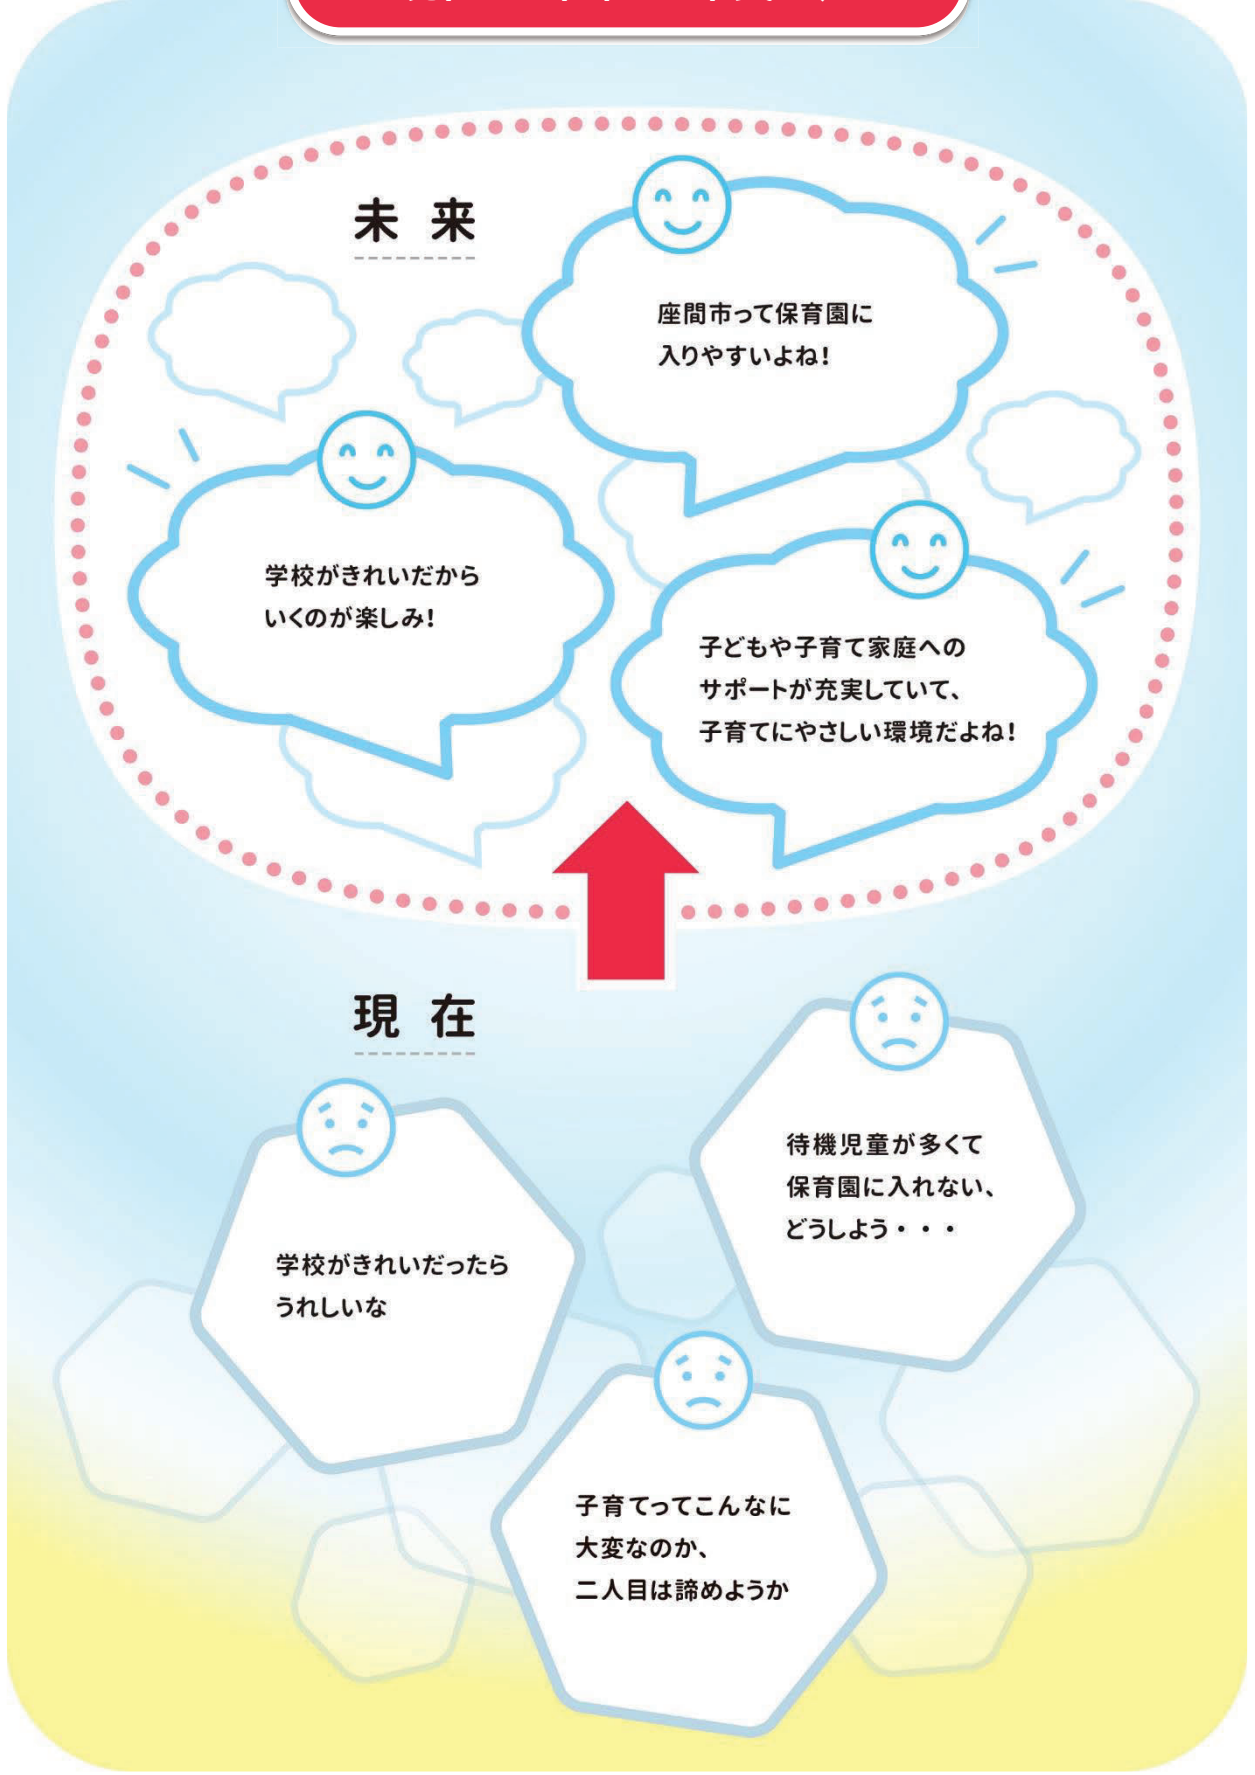 未来
座間市って保育園に
入りやすいよね!
学校がきれいだから
いくのが楽しみ!
子どもや子育て家庭への
サポートが充実していて、
子育てにやさしい環境だよね!
現在
待機児童が多くて
保育園に入れない、
どうしよう・・・
学校がきれいだったら
うれしいな
子育てってこんなに
大変なのか、
二人目は諦めようか